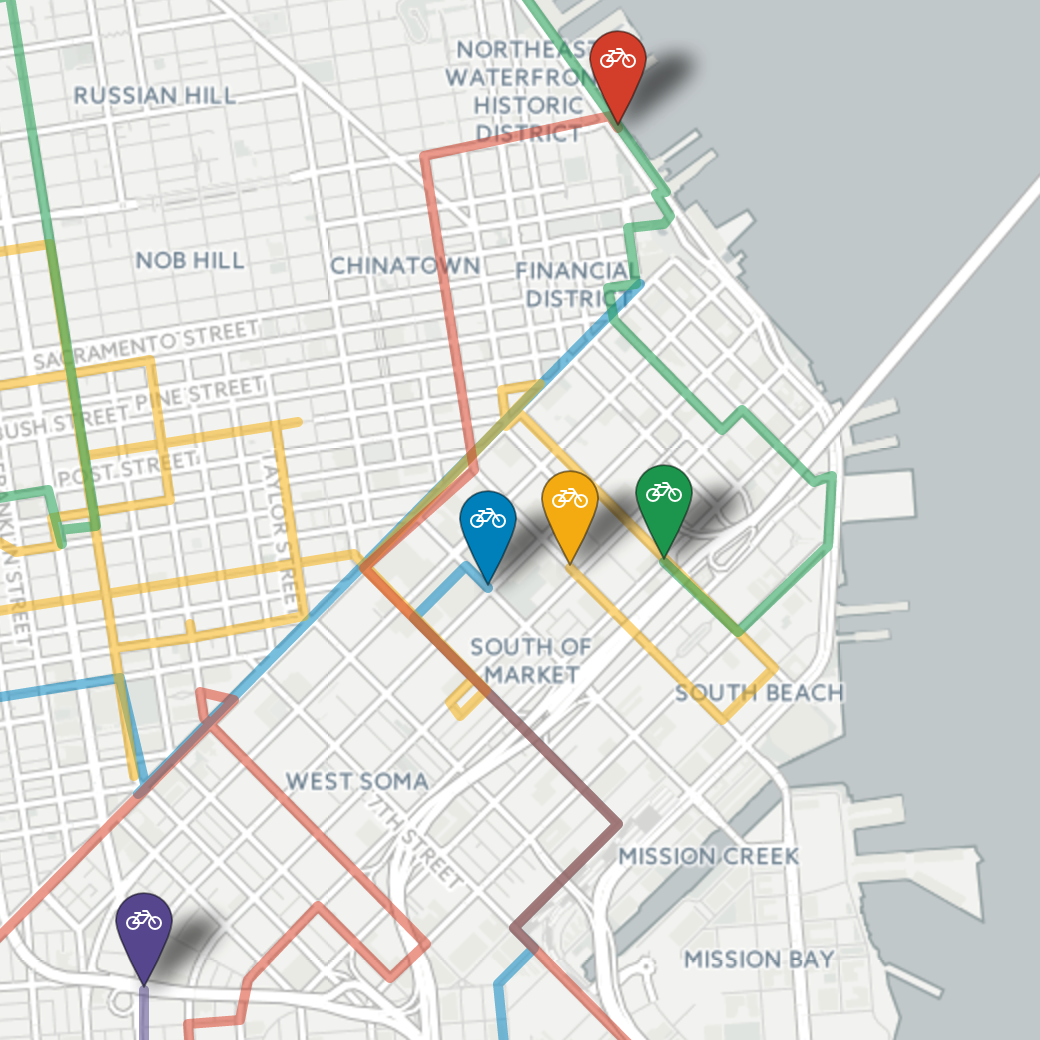 NORTHEAST
WATERFRONT
HISTORIC
DISTRICT
RUSSIAN HILL
NOB HILL
CHINATOWN
FINANCIAL
DISTRICT
SACRAMENTO STREET
BUSH STREET
PINE STREET
POST STREET
TAYLOR STREET
STREET
SOUTH OF
MARKET
SOUTH BEACH
WEST SOMA
7TH STREET
MISSION CREEK
MISSION BAY